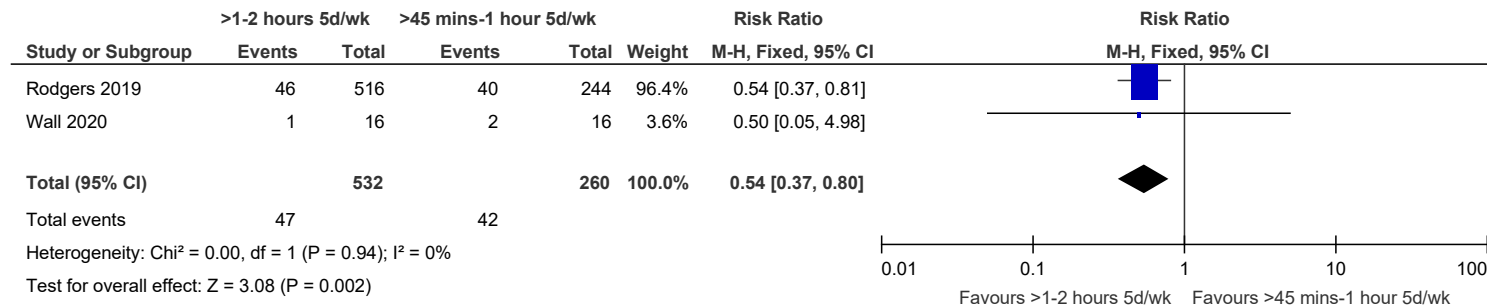 >1-2 hours 5d/wk >45 mins-1 hour 5d/wk Risk Ratio Risk Ratio
Study or Subgroup Events Total Events Total Weight M-H, Fixed, 95% CI M-H, Fixed, 95% CI
Rodgers 2019 46 516 40 244 96.4% 0.54 [0.37, 0.81]
Wall 2020 1 16 2 16 3.6% 0.50 [0.05, 4.98]
Total (95% CI) 532 260 100.0% 0.54 [0.37, 0.80]
Total events 47 42
Heterogeneity: Chi² = 0.00, df = 1 (P = 0.94); I² = 0%
Test for overall effect: Z = 3.08 (P = 0.002)
0.01 0.1 1 10 100
Favours >1-2 hours 5d/wk Favours >45 mins-1 hour 5d/wk